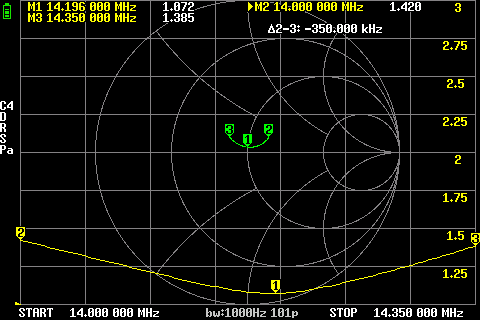 M1 14.196 000 MHz 1.072 M2 14.000 000 MHz 1.420 3
M3 14.350 000 MHz 1.385
Δ2-3: -350.000 kHz
2.75
2.5
C4
D
R
S
Pa
2.25
3 1 2
2
1.75
1.5
2 3
1.25
1
START 14.000 000 MHz bw:1000Hz 101p STOP 14.350 000 MHz